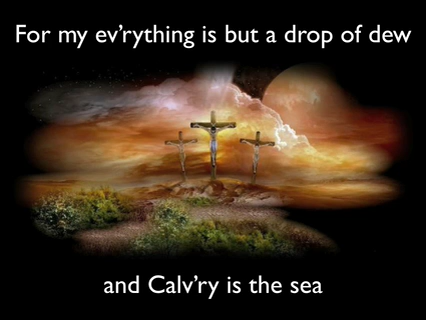 For my ev’rything is but a drop of dew
and Calv’ry is the sea